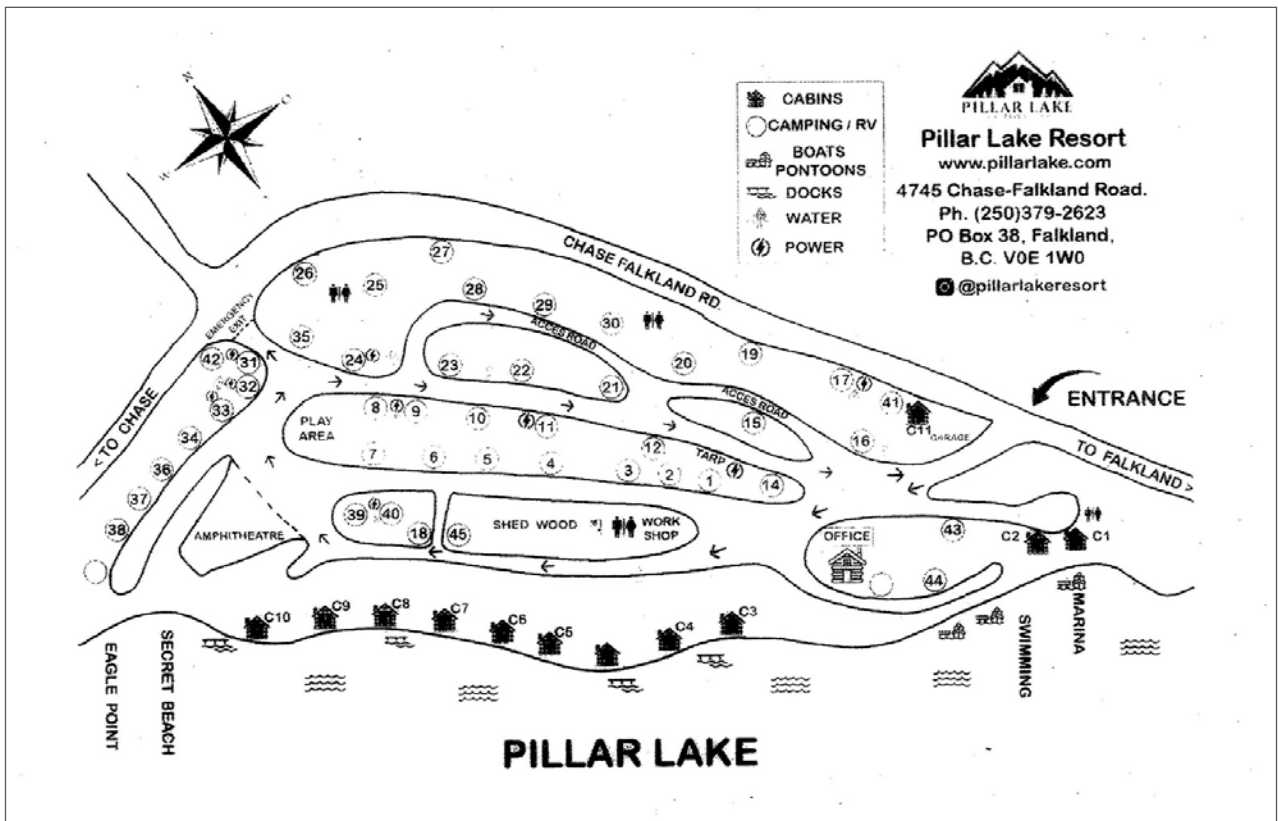 N
O
W
CABINS
CAMPING / RV
BOATS
PONTOONS
DOCKS
WATER
POWER
PILLAR LAKE
Pillar Lake Resort
www.pillarlake.com
4745 Chase-Falkland Road.
Ph. (250)379-2623
PO Box 38, Falkland,
B.C. V0E 1W0
@pillarlakeresort
CHASE FALKLAND RD.
ENTRANCE
TO FALKLAND >
< TO CHASE
EMERGENCY
EXIT
26
25
27
28
29
30
19
20
17
41
C11
GARAGE
16
35
24
23
22
21
ACCES ROAD
ACCES ROAD
15
42
31
32
33
34
36
37
38
PLAY
AREA
8
9
10
11
12
TARP
7
6
5
4
3
2
1
14
AMPHITHEATRE
39
40
18
45
SHED WOOD
WORK
SHOP
OFFICE
43
44
C2
C1
C10
C9
C8
C7
C6
C5
C4
C3
EAGLE POINT
SECRET BEACH
SWIMMING
MARINA
PILLAR LAKE